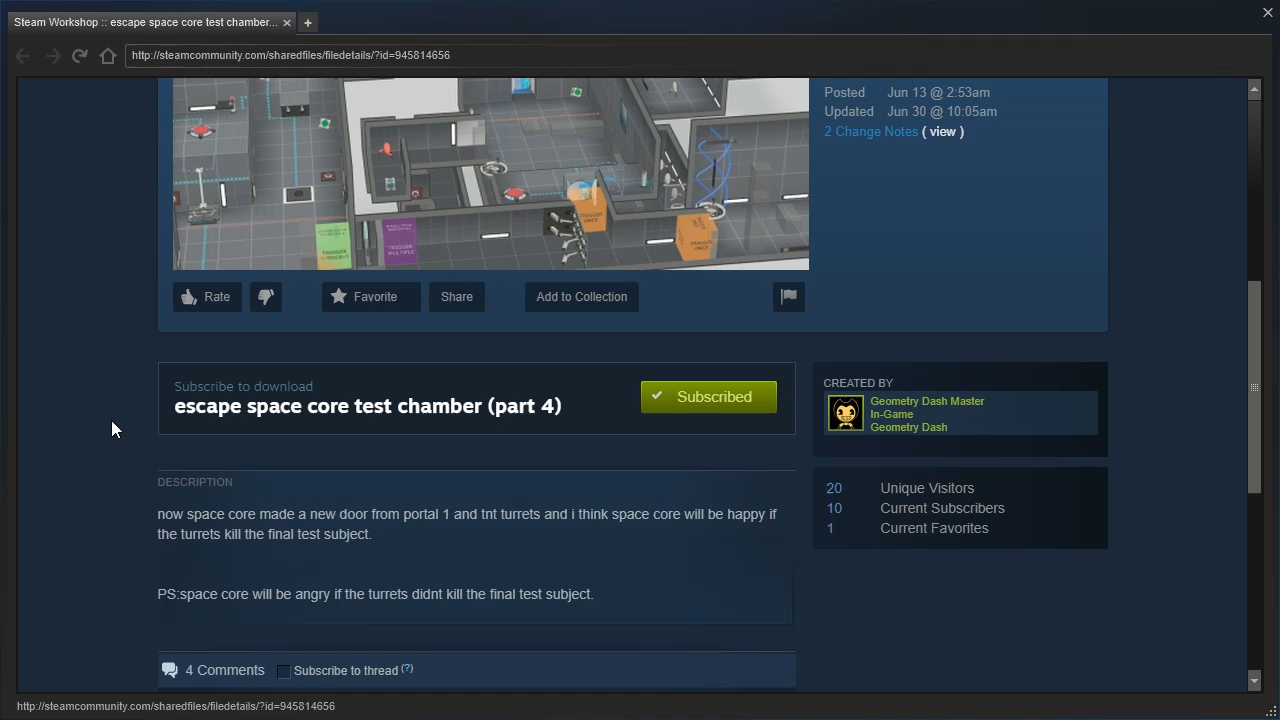 Steam Workshop :: escape space core test chamber...
http://steamcommunity.com/sharedfiles/filedetails/?id=945814656
Posted Jun 13 @ 2:53am
Updated Jun 30 @ 10:05am
2 Change Notes ( view )
TRIGGER
MULTIPLE
TRIGGER
ONCE
TRIGGER
ONCE
Rate
Favorite
Share
Add to Collection
Subscribe to download
escape space core test chamber (part 4)
Subscribed
CREATED BY
Geometry Dash Master
In-Game
Geometry Dash
20 Unique Visitors
10 Current Subscribers
1 Current Favorites
DESCRIPTION
now space core made a new door from portal 1 and tnt turrets and i think space core will be happy if
the turrets kill the final test subject.
PS:space core will be angry if the turrets didnt kill the final test subject.
4 Comments
Subscribe to thread (?)
http://steamcommunity.com/sharedfiles/filedetails/?id=945814656